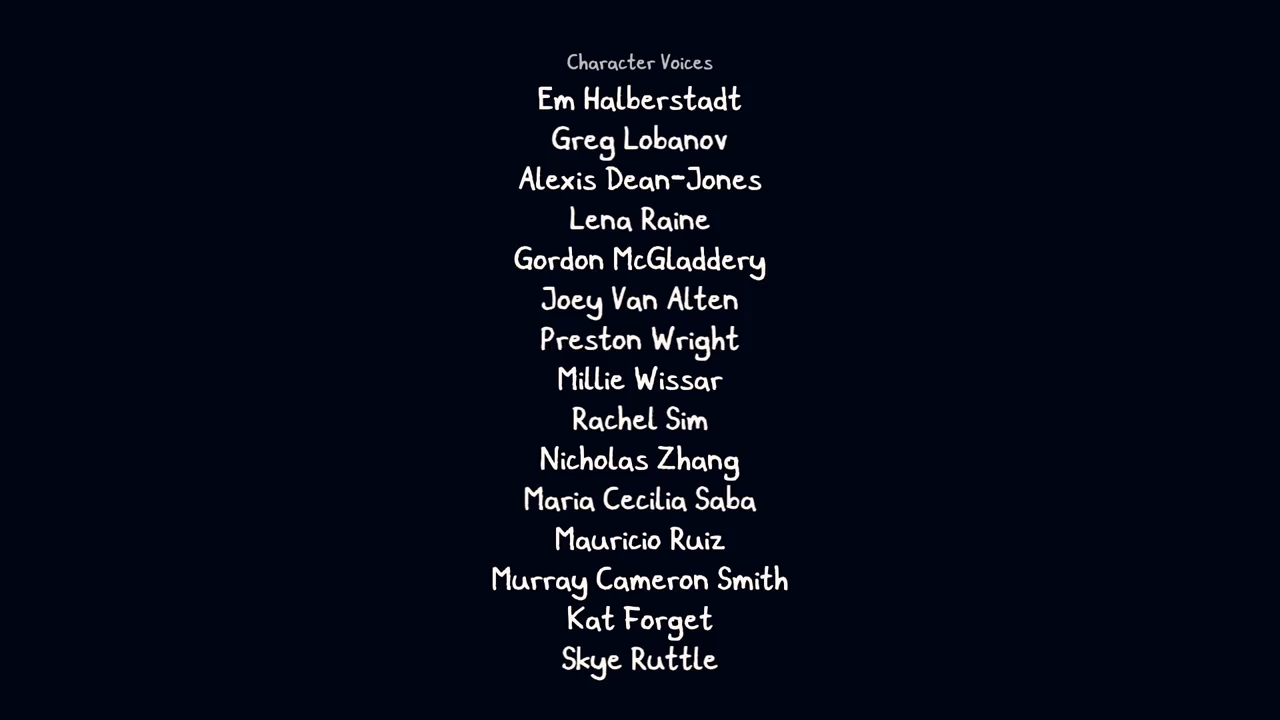 Character Voices
Em Halberstadt
Greg Lobanov
Alexis Dean-Jones
Lena Raine
Gordon McGladdery
Joey Van Alten
Preston Wright
Millie Wissar
Rachel Sim
Nicholas Zhang
Maria Cecilia Saba
Mauricio Ruiz
Murray Cameron Smith
Kat Forget
Skye Ruttle